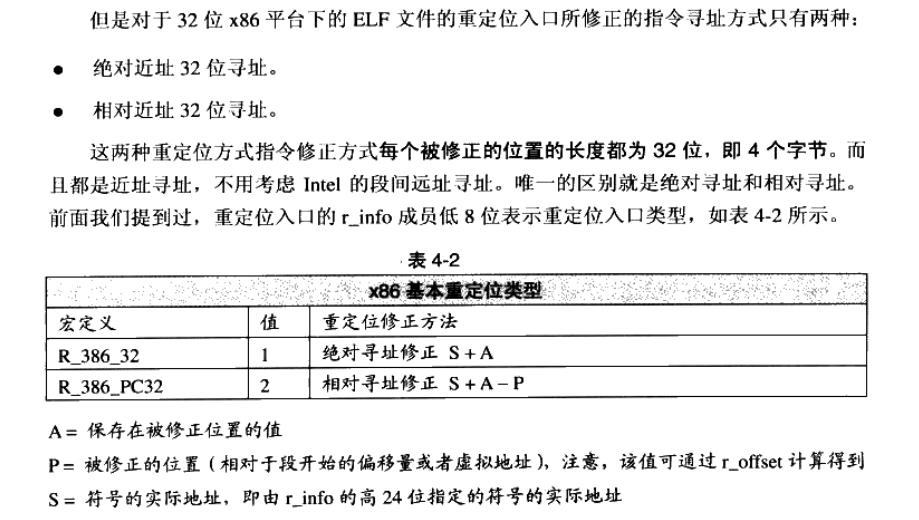 但是对于 32 位 x86 平台下的 ELF 文件的重定位入口所修正的指令寻址方式只有两种：
● 绝对近址 32 位寻址。
● 相对近址 32 位寻址。
这两种重定位方式指令修正方式每个被修正的位置的长度都为 32 位，即 4 个字节。而
且都是近址寻址，不用考虑 Intel 的段间远址寻址。唯一的区别就是绝对寻址和相对寻址。
前面我们提到过，重定位入口的 r_info 成员低 8 位表示重定位入口类型，如表 4-2 所示。
表 4-2
x86 基本重定位类型
宏定义 值 重定位修正方法
R_386_32 1 绝对寻址修正 S + A
R_386_PC32 2 相对寻址修正 S + A − P
A = 保存在被修正位置的值
P = 被修正的位置（相对于段开始的偏移量或者虚拟地址），注意，该值可通过 r_offset 计算得到
S = 符号的实际地址，即由 r_info 的高 24 位指定的符号的实际地址